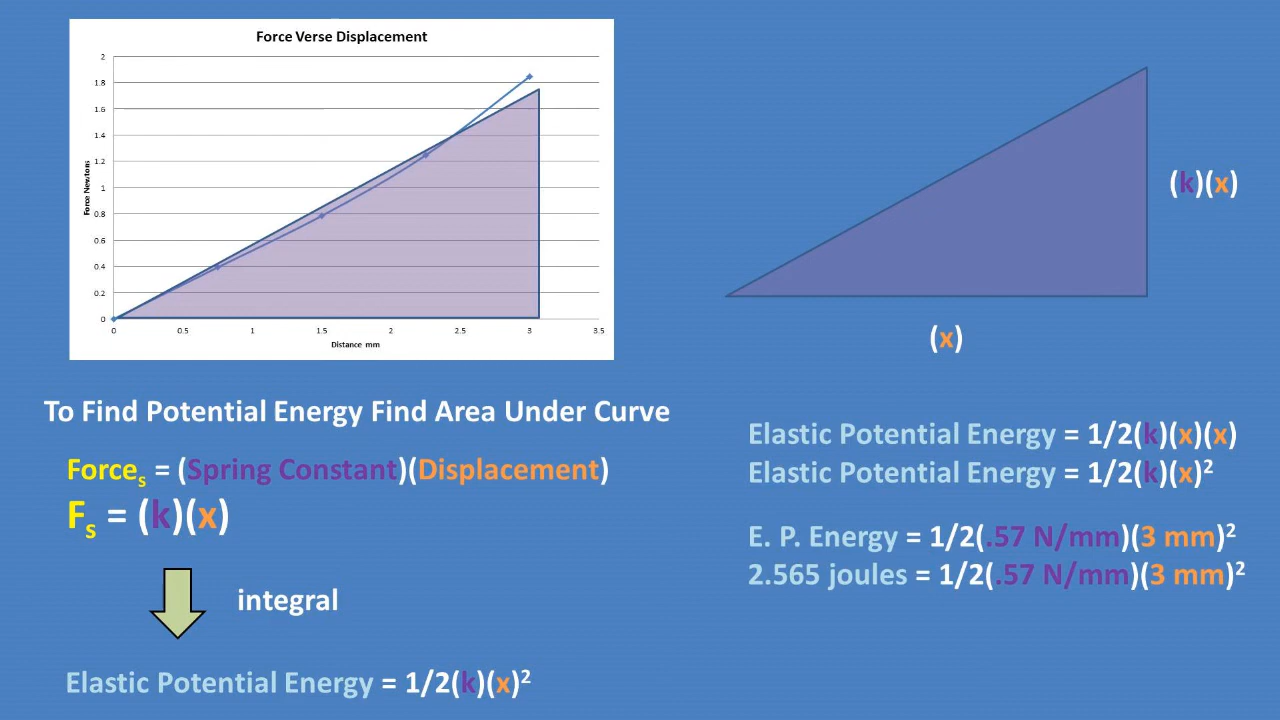 Force Verse Displacement
2
1.8
1.6
1.4
1.2
1
0.8
0.6
0.4
0.2
0
Force Newtons
0 0.5 1 1.5 2 2.5 3 3.5
Distance mm
(k)(x)
(x)
To Find Potential Energy Find Area Under Curve
Forceₛ = (Spring Constant)(Displacement)
Fₛ = (k)(x)
integral
Elastic Potential Energy = 1/2(k)(x)²
Elastic Potential Energy = 1/2(k)(x)(x)
Elastic Potential Energy = 1/2(k)(x)²
E. P. Energy = 1/2(.57 N/mm)(3 mm)²
2.565 joules = 1/2(.57 N/mm)(3 mm)²